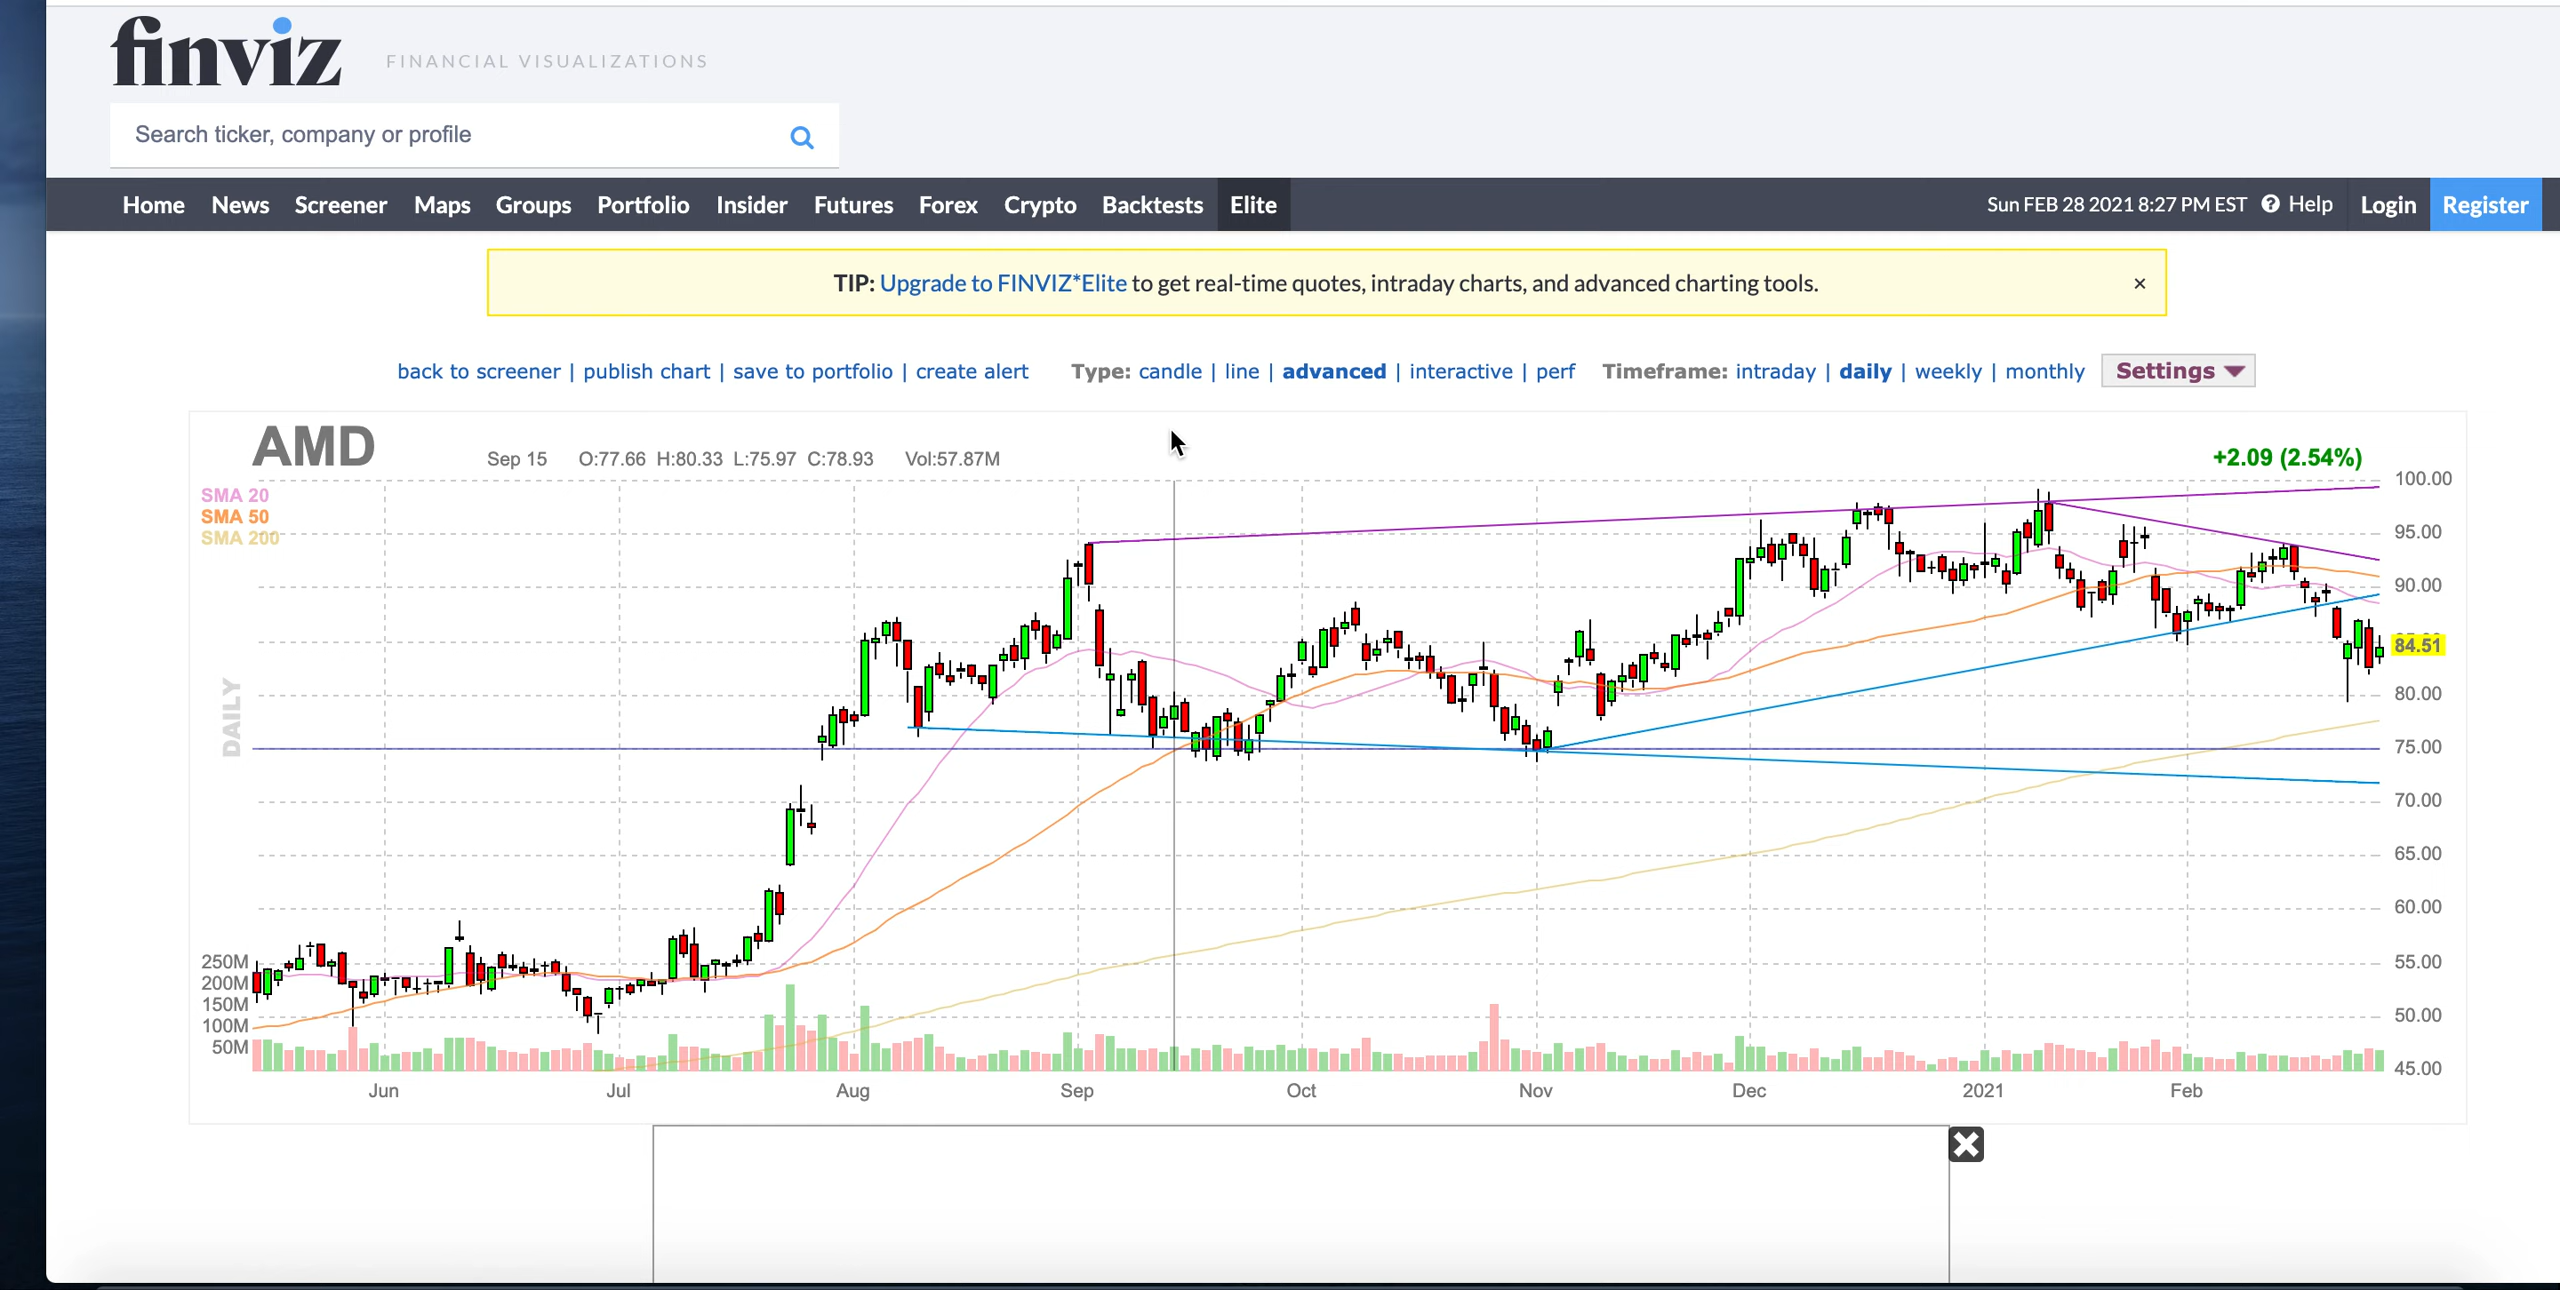 finviz FINANCIAL VISUALIZATIONS
Search ticker, company or profile
Home News Screener Maps Groups Portfolio Insider Futures Forex Crypto Backtests Elite Sun FEB 28 2021 8:27 PM EST ? Help Login Register
TIP: Upgrade to FINVIZ*Elite to get real-time quotes, intraday charts, and advanced charting tools. ×
back to screener | publish chart | save to portfolio | create alert Type: candle | line | advanced | interactive | perf Timeframe: intraday | daily | weekly | monthly Settings
AMD Sep 15 O:77.66 H:80.33 L:75.97 C:78.93 Vol:57.87M +2.09 (2.54%)
SMA 20
SMA 50
SMA 200
DAILY
100.00
95.00
90.00
84.51
80.00
75.00
70.00
65.00
60.00
55.00
50.00
45.00
250M
200M
150M
100M
50M
Jun Jul Aug Sep Oct Nov Dec 2021 Feb